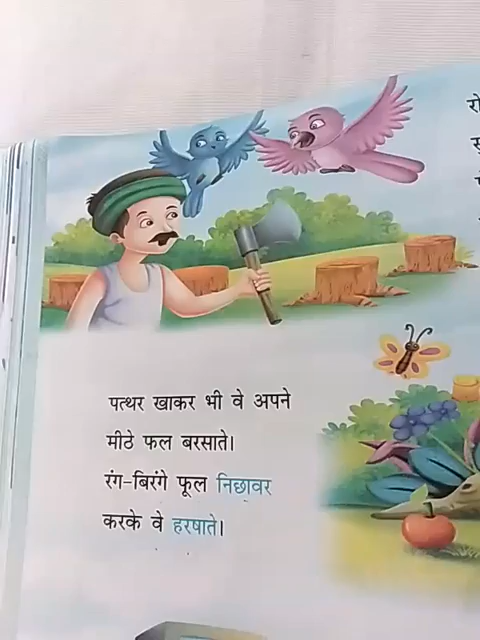 पत्थर खाकर भी वे अपने
मीठे फल बरसाते।
रंग-बिरंगे फूल निछावर
करके वे हरषाते।